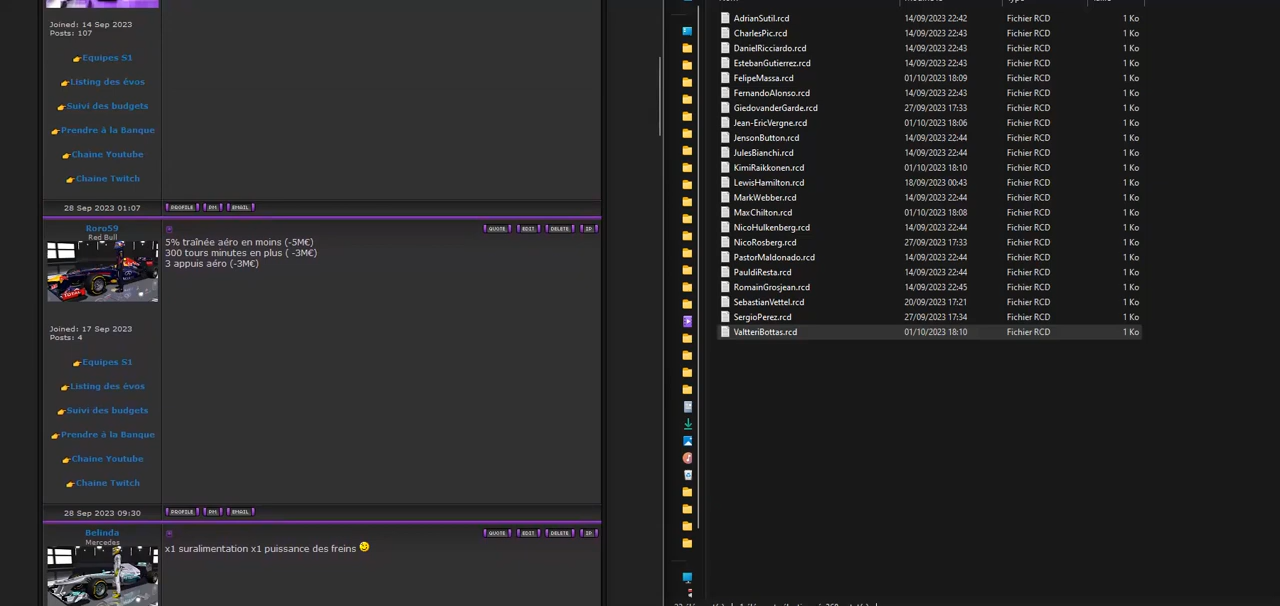 Joined: 14 Sep 2023
Posts: 107
👉Equipes S1
👉Listing des évos
👉Suivi des budgets
👉Prendre à la Banque
👉Chaine Youtube
👉Chaine Twitch
28 Sep 2023 01:07
PROFILE PM EMAIL
Roro59
Red Bull
QUOTE EDIT DELETE IP
5% traînée aéro en moins (-5M€)
300 tours minutes en plus ( -3M€)
3 appuis aéro (-3M€)
Joined: 17 Sep 2023
Posts: 4
👉Equipes S1
👉Listing des évos
👉Suivi des budgets
👉Prendre à la Banque
👉Chaine Youtube
👉Chaine Twitch
28 Sep 2023 09:30
PROFILE PM EMAIL
Belinda
Mercedes
QUOTE EDIT DELETE IP
x1 suralimentation x1 puissance des freins
AdrianSutil.rcd 14/09/2023 22:42 Fichier RCD 1 Ko
CharlesPic.rcd 14/09/2023 22:43 Fichier RCD 1 Ko
DanielRicciardo.rcd 14/09/2023 22:43 Fichier RCD 1 Ko
EstebanGutierrez.rcd 14/09/2023 22:43 Fichier RCD 1 Ko
FelipeMassa.rcd 01/10/2023 18:09 Fichier RCD 1 Ko
FernandoAlonso.rcd 14/09/2023 22:43 Fichier RCD 1 Ko
GiedovanderGarde.rcd 27/09/2023 17:33 Fichier RCD 1 Ko
Jean-EricVergne.rcd 01/10/2023 18:06 Fichier RCD 1 Ko
JensonButton.rcd 14/09/2023 22:44 Fichier RCD 1 Ko
JulesBianchi.rcd 14/09/2023 22:44 Fichier RCD 1 Ko
KimiRaikkonen.rcd 01/10/2023 18:10 Fichier RCD 1 Ko
LewisHamilton.rcd 18/09/2023 00:43 Fichier RCD 1 Ko
MarkWebber.rcd 14/09/2023 22:44 Fichier RCD 1 Ko
MaxChilton.rcd 01/10/2023 18:08 Fichier RCD 1 Ko
NicoHulkenberg.rcd 14/09/2023 22:44 Fichier RCD 1 Ko
NicoRosberg.rcd 27/09/2023 17:33 Fichier RCD 1 Ko
PastorMaldonado.rcd 14/09/2023 22:44 Fichier RCD 1 Ko
PauldiResta.rcd 14/09/2023 22:44 Fichier RCD 1 Ko
RomainGrosjean.rcd 14/09/2023 22:45 Fichier RCD 1 Ko
SebastianVettel.rcd 20/09/2023 17:21 Fichier RCD 1 Ko
SergioPerez.rcd 27/09/2023 17:34 Fichier RCD 1 Ko
ValtteriBottas.rcd 01/10/2023 18:10 Fichier RCD 1 Ko